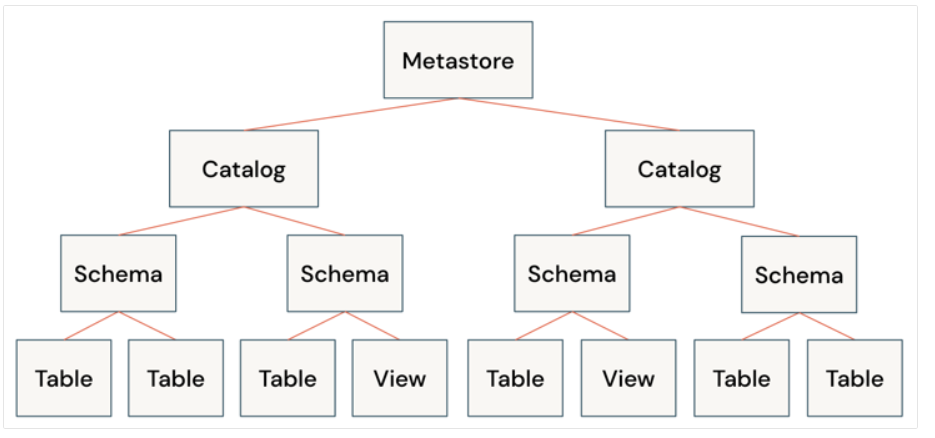 Metastore
Catalog Catalog
Schema Schema Schema Schema
Table Table Table View Table View Table Table